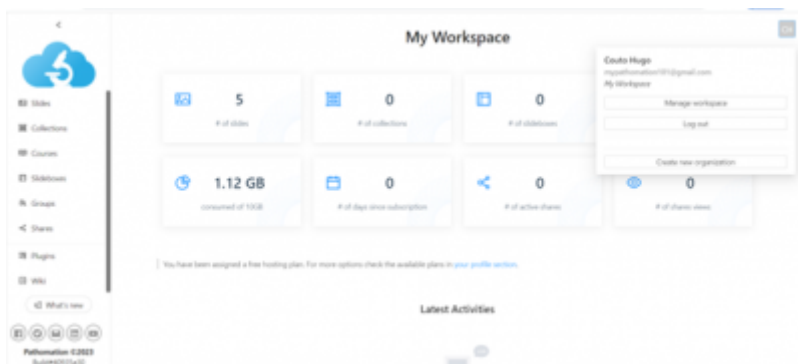 My Workspace
Couto Hugo
My Workspace
Manage workspace
Log out
Create new organization
Slides
Collections
Courses
Slideboxes
Groups
Shares
Plugins
Wiki
What's new
Pathomation ©2023
5
# of slides
0
# of collections
0
# of slideboxes
1.12 GB
consumed of 10GB
0
# of days since subscription
0
# of active shares
0
# of shares views
You have been assigned a free hosting plan. For more options check the available plans in your profile section.
Latest Activities